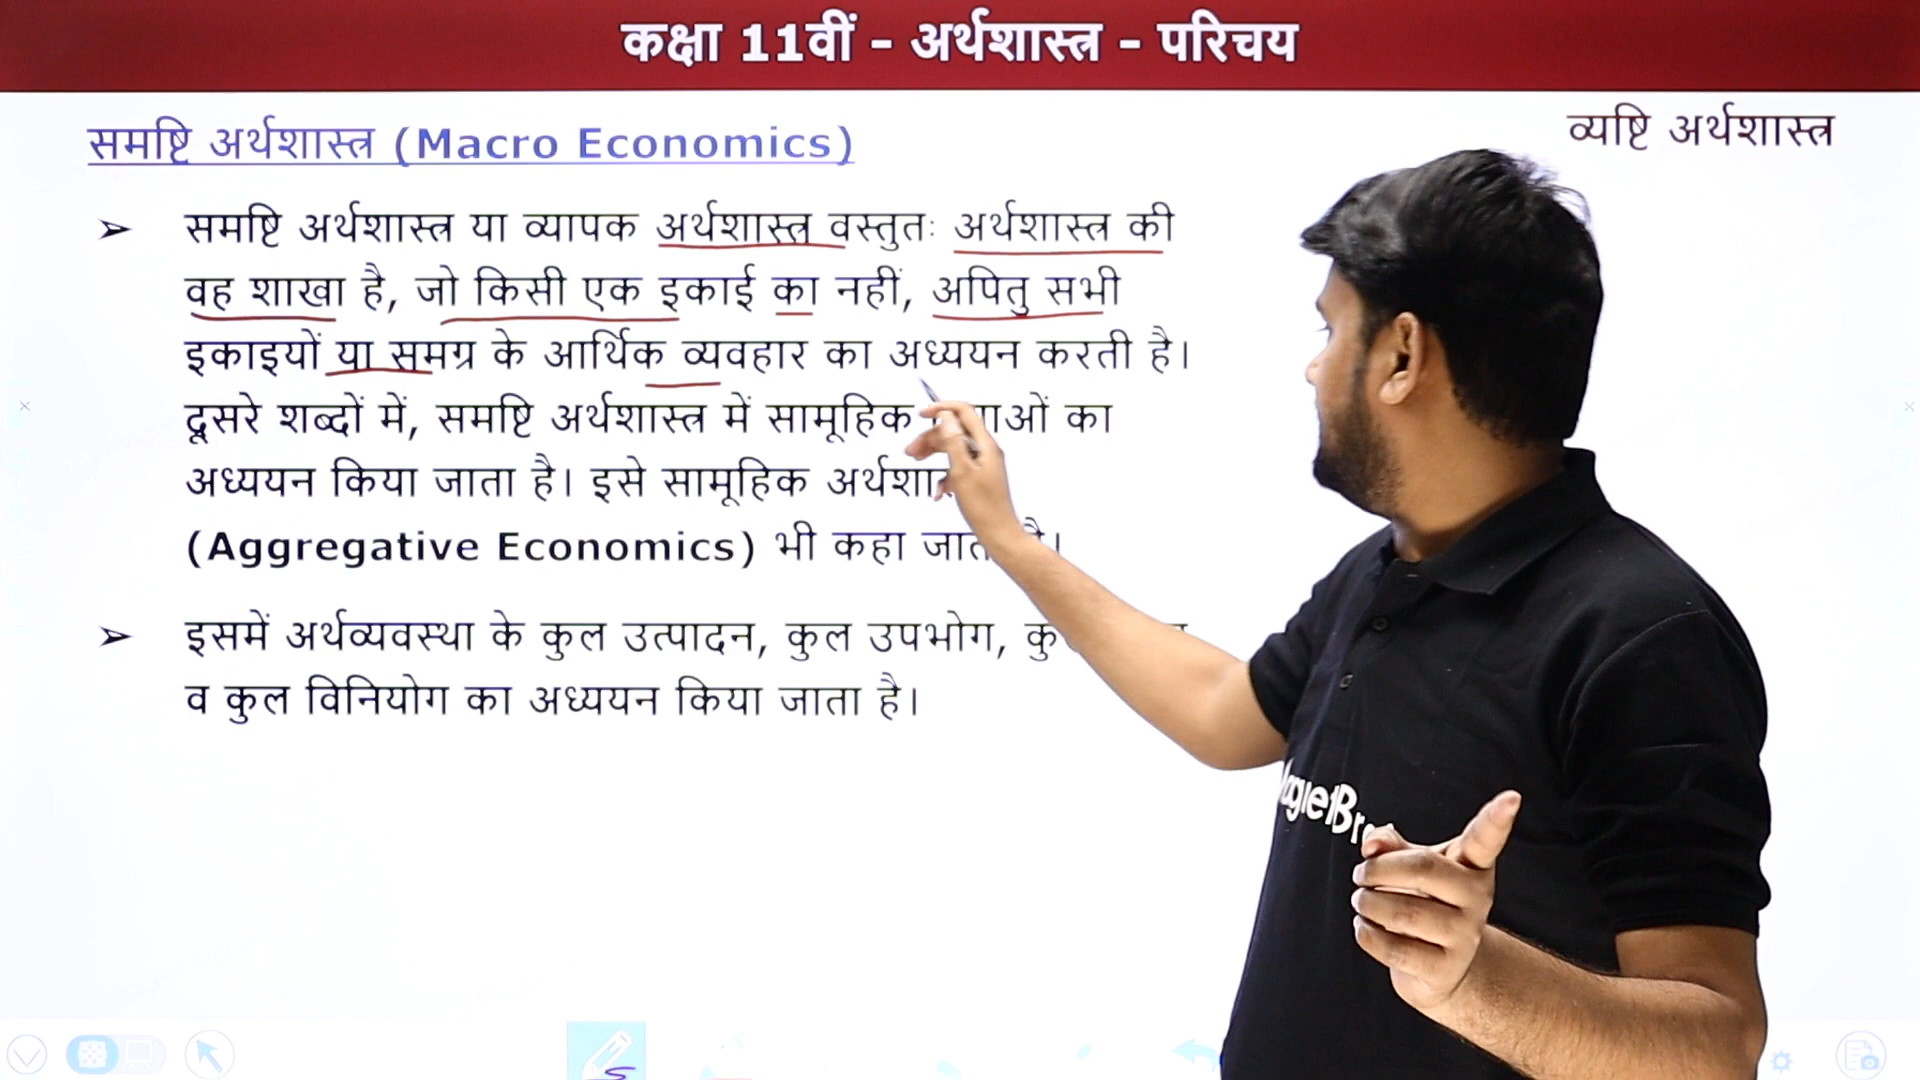 कक्षा 11वीं - अर्थशास्त्र - परिचय
व्यष्टि अर्थशास्त्र
समष्टि अर्थशास्त्र (Macro Economics)
➢ समष्टि अर्थशास्त्र या व्यापक अर्थशास्त्र वस्तुतः अर्थशास्त्र की
वह शाखा है, जो किसी एक इकाई का नहीं, अपितु सभी
इकाइयों या समग्र के आर्थिक व्यवहार का अध्ययन करती है।
दूसरे शब्दों में, समष्टि अर्थशास्त्र में सामूहिक का
अध्ययन किया जाता है। इसे सामूहिक
(Aggregative Economics) भी कहा
➢ इसमें अर्थव्यवस्था के कुल उत्पादन, कुल उपभोग,
व कुल विनियोग का अध्ययन किया जाता है।